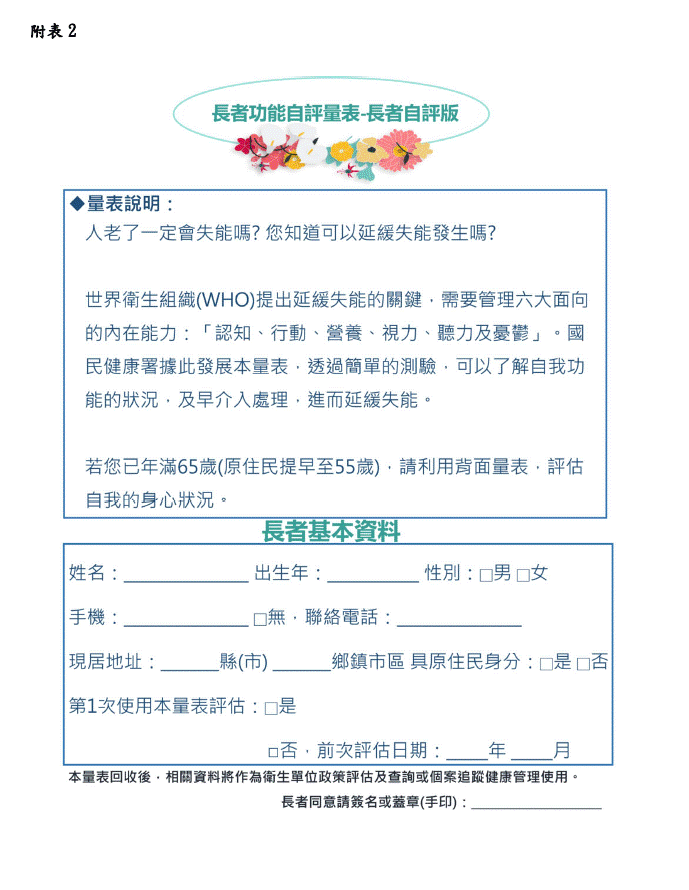 附表2
長者功能自評量表-長者自評版
◆量表說明：
人老了一定會失能嗎? 您知道可以延緩失能發生嗎?
世界衛生組織(WHO)提出延緩失能的關鍵，需要管理六大面向
的內在能力：「認知、行動、營養、視力、聽力及憂鬱」。國
民健康署據此發展本量表，透過簡單的測驗，可以了解自我功
能的狀況，及早介入處理，進而延緩失能。
若您已年滿65歲(原住民提早至55歲)，請利用背面量表，評估
自我的身心狀況。
長者基本資料
姓名：_____________ 出生年：__________ 性別：□男 □女
手機：_____________ □無，聯絡電話：_____________
現居地址：______縣(市) ______鄉鎮市區 具原住民身分：□是 □否
第1次使用本量表評估：□是
□否，前次評估日期：____年 ____月
本量表回收後，相關資料將作為衛生單位政策評估及查詢或個案追蹤健康管理使用。
長者同意請簽名或蓋章(手印)：__________________